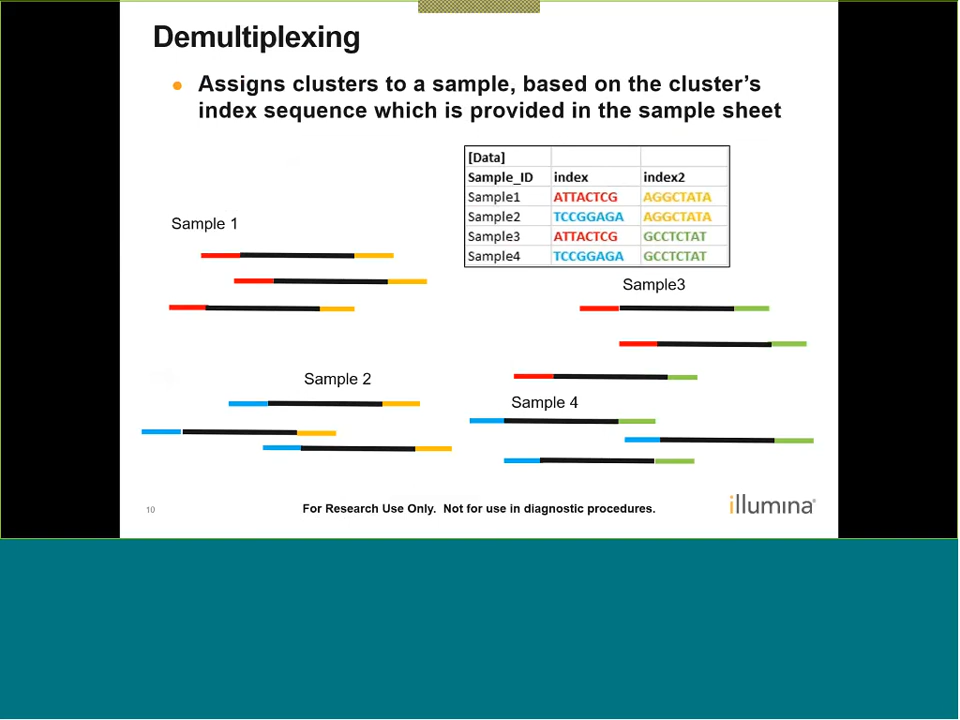 Demultiplexing
● Assigns clusters to a sample, based on the cluster’s
index sequence which is provided in the sample sheet
[Data]
Sample_ID index index2
Sample1 ATTACTCG AGGCTATA
Sample2 TCCGGAGA AGGCTATA
Sample3 ATTACTCG GCCTCTAT
Sample4 TCCGGAGA GCCTCTAT
Sample 1
Sample3
Sample 2
Sample 4
10
For Research Use Only. Not for use in diagnostic procedures.
illumina®